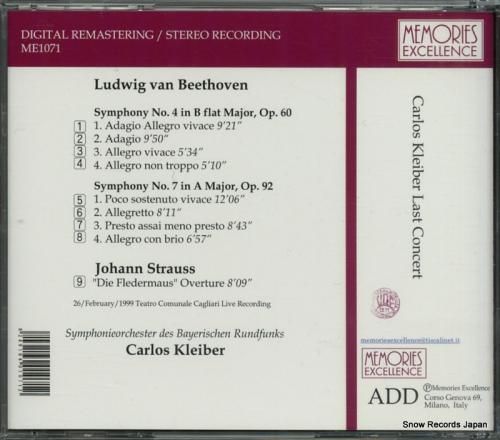 DIGITAL REMASTERING / STEREO RECORDING
ME1071
MEMORIES
EXCELLENCE
Ludwig van Beethoven
Symphony No. 4 in B flat Major, Op. 60
1 1. Adagio Allegro vivace 9'21"
2 2. Adagio 9'50"
3 3. Allegro vivace 5'34"
4 4. Allegro non troppo 5'10"
Symphony No. 7 in A Major, Op. 92
5 1. Poco sostenuto vivace 12'06"
6 2. Allegretto 8'11"
7 3. Presto assai meno presto 8'43"
8 4. Allegro con brio 6'57"
Johann Strauss
9 "Die Fledermaus" Overture 8'09"
26/February/1999 Teatro Comunale Cagliari Live Recording
Symphonieorchester des Bayerischen Rundfunks
Carlos Kleiber
Carlos Kleiber Last Concert
memoriesexcellence@tiscalinet.it
MEMORIES
EXCELLENCE
ADD
Ⓟ Memories Excellence
Corso Genova 69,
Milano, Italy
Snow Records Japan